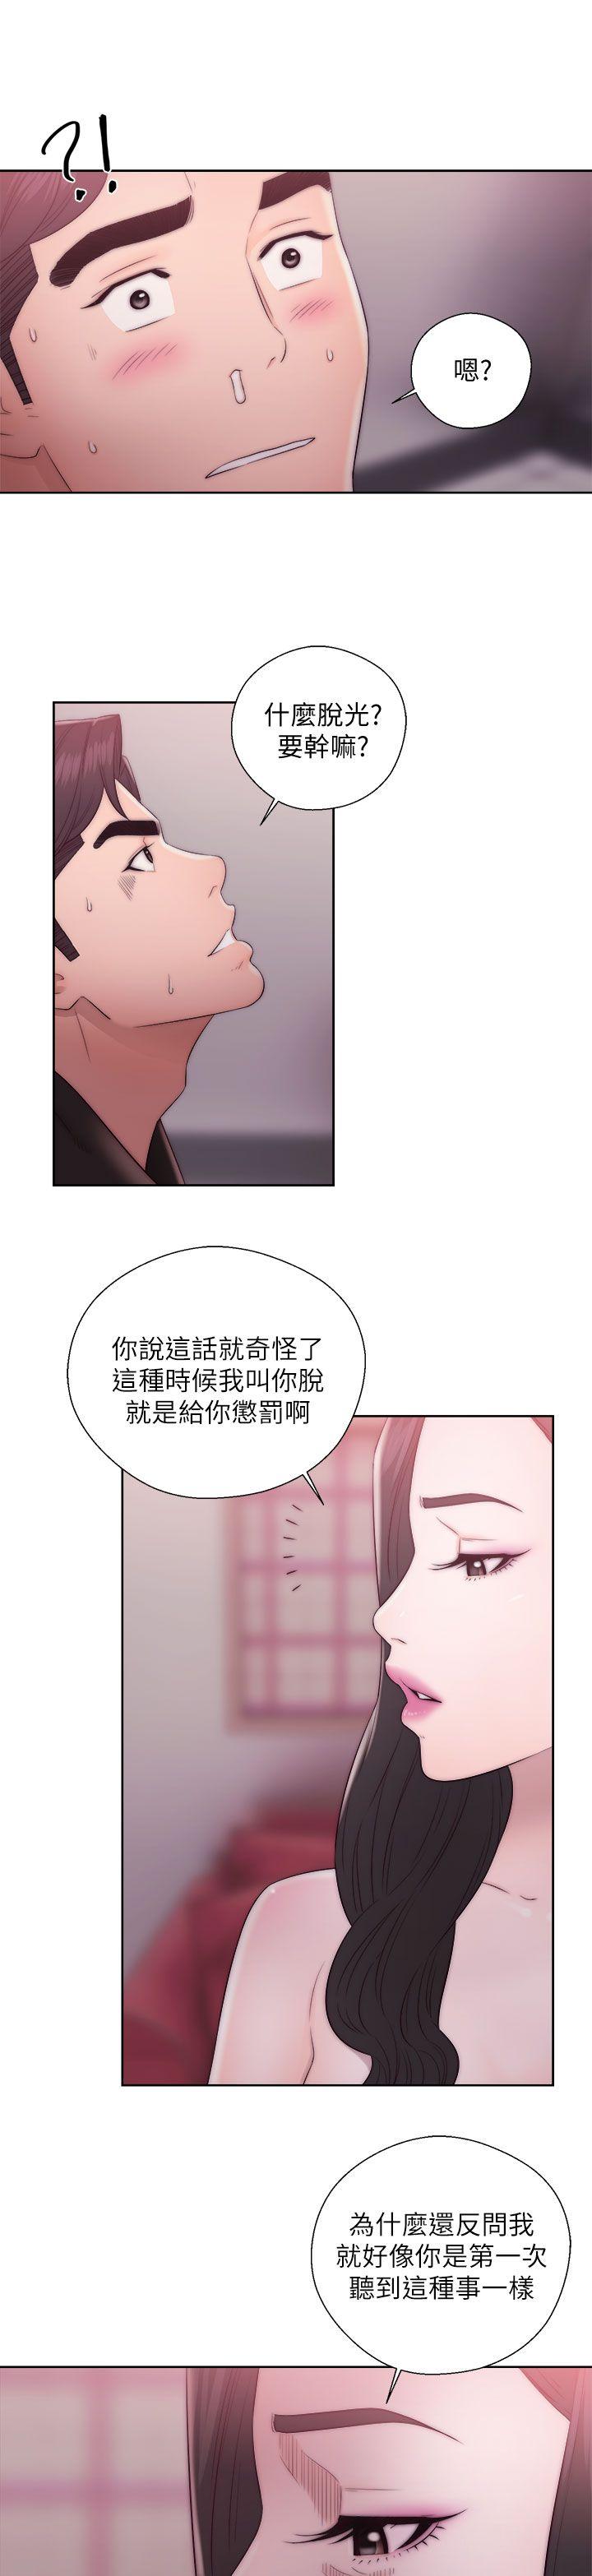 ?!
嗯?
什麼脫光?
要幹嘛?
你說這話就奇怪了
這種時候我叫你脫
就是給你懲罰啊
為什麼還反問我
就好像你是第一次
聽到這種事一樣